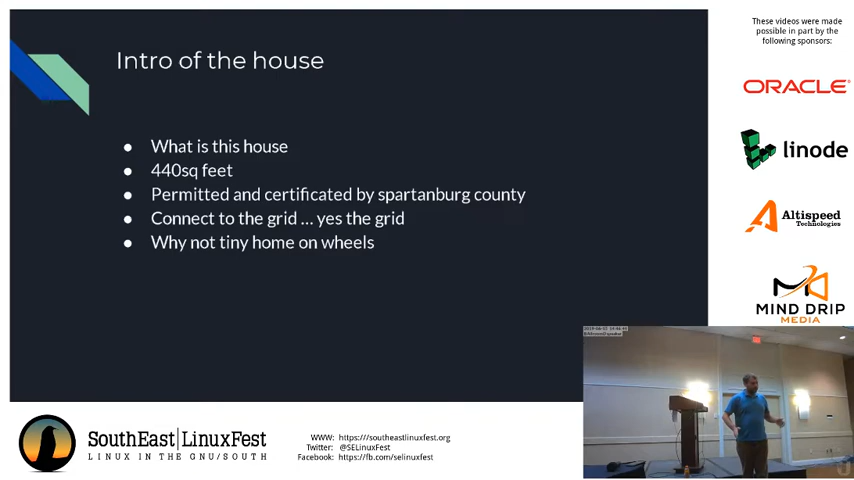 Intro of the house
● What is this house
● 440sq feet
● Permitted and certificated by spartanburg county
● Connect to the grid ... yes the grid
● Why not tiny home on wheels
These videos were made
possible in part by the
following sponsors:
ORACLE
linode
Altispeed
Technologies
MIND DRIP
MEDIA
SouthEast|LinuxFest
LINUX IN THE GNU/SOUTH
WWW: https://southeastlinuxfest.org
Twitter: @SELinuxFest
Facebook: https://fb.com/selinuxfest